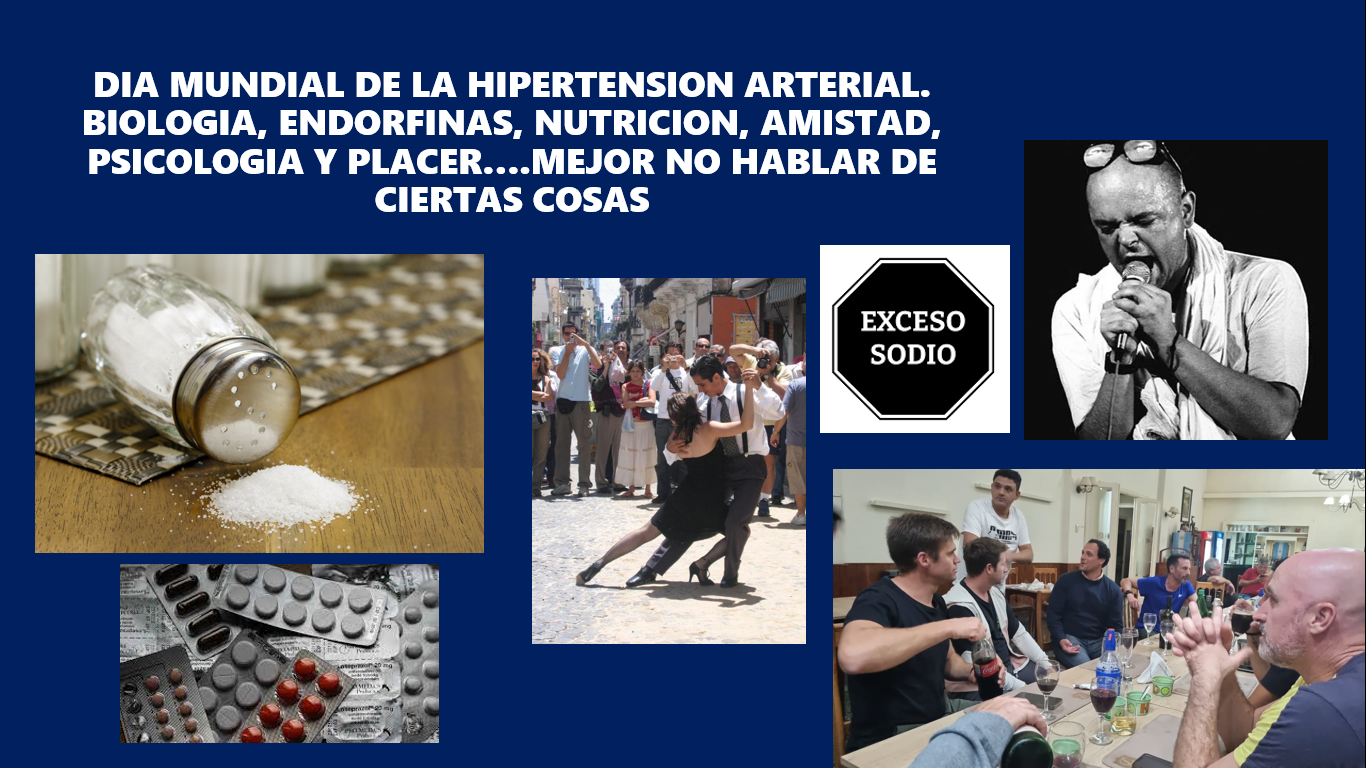 DIA MUNDIAL DE LA HIPERTENSION ARTERIAL.
BIOLOGIA, ENDORFINAS, NUTRICION, AMISTAD,
PSICOLOGIA Y PLACER....MEJOR NO HABLAR DE
CIERTAS COSAS
EXCESO
SODIO